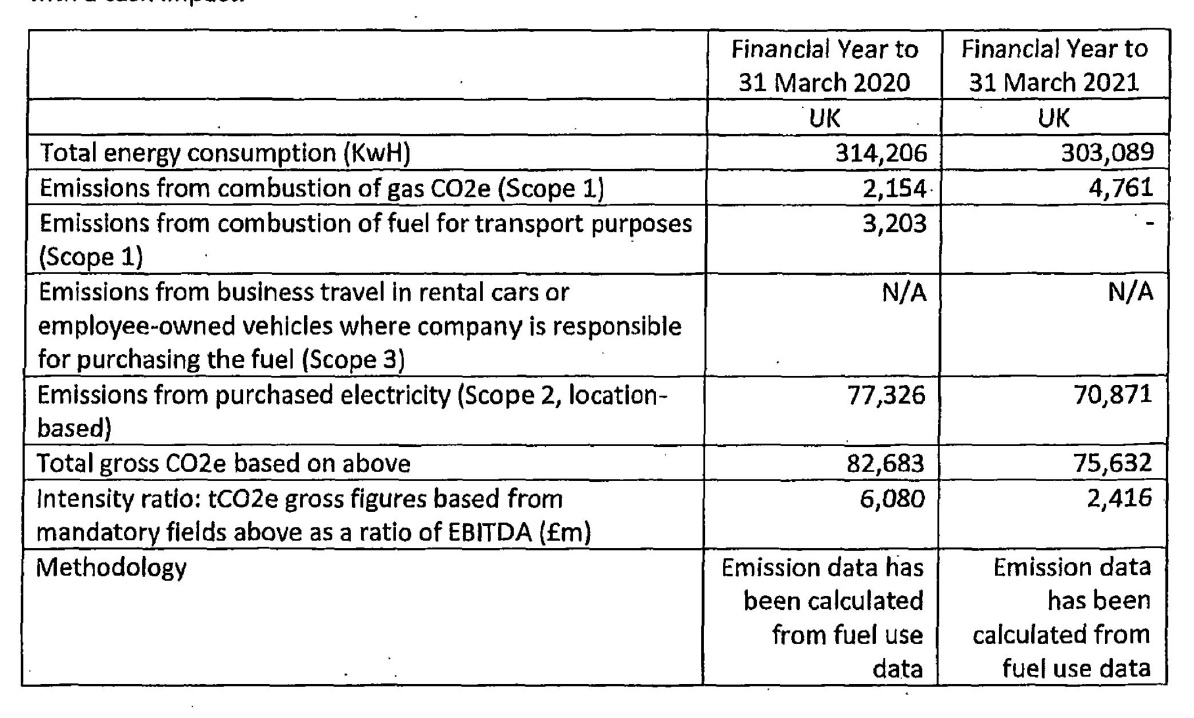 Financial Year to Financial Year to
31 March 2020 31 March 2021
UK UK
Total energy consumption (KwH) 314,206 303,089
Emissions from combustion of gas CO2e (Scope 1) 2,154 4,761
Emissions from combustion of fuel for transport purposes 3,203 -
(Scope 1)
Emissions from business travel in rental cars or N/A N/A
employee-owned vehicles where company is responsible
for purchasing the fuel (Scope 3)
Emissions from purchased electricity (Scope 2, location- 77,326 70,871
based)
Total gross CO2e based on above 82,683 75,632
Intensity ratio: tCO2e gross figures based from 6,080 2,416
mandatory fields above as a ratio of EBITDA (£m)
Methodology Emission data has Emission data
been calculated has been
from fuel use calculated from
data fuel use data